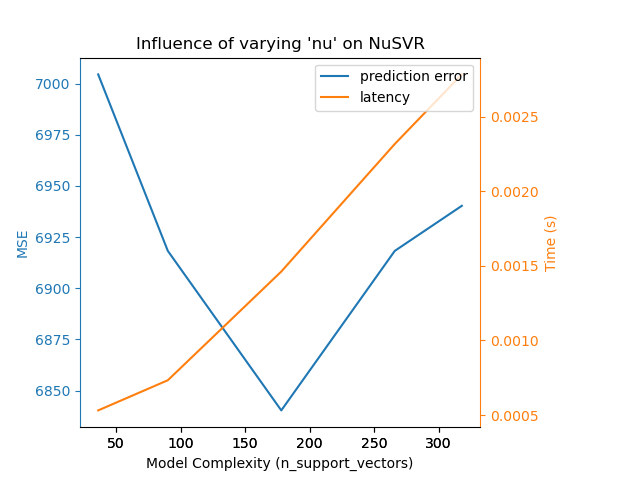 Influence of varying 'nu' on NuSVR
prediction error
latency
7000
6975
6950
6925
6900
6875
6850
MSE
0.0025
0.0020
0.0015
0.0010
0.0005
Time (s)
50 100 150 200 250 300
Model Complexity (n_support_vectors)